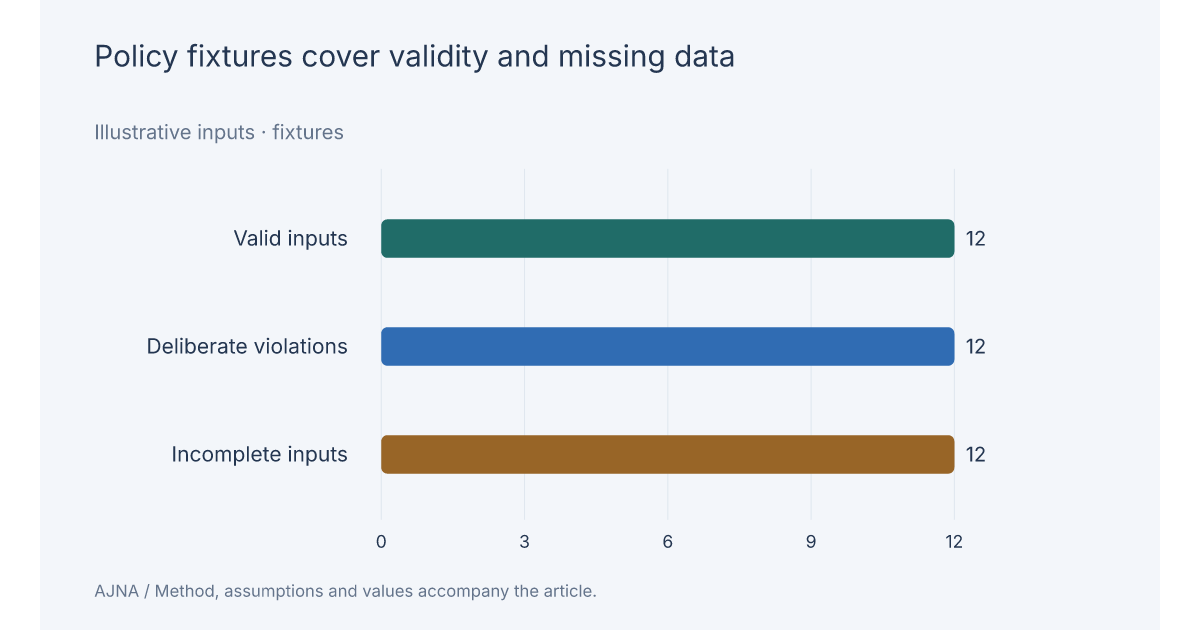 Policy fixtures cover validity and missing data
Illustrative inputs · fixtures
Valid inputs 12
Deliberate violations 12
Incomplete inputs 12
0 3 6 9 12
AJNA / Method, assumptions and values accompany the article.